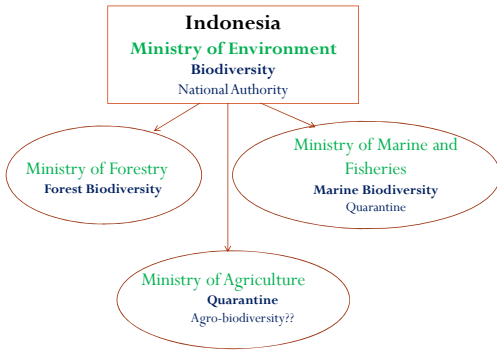 Indonesia
Ministry of Environment
Biodiversity
National Authority
Ministry of Forestry
Forest Biodiversity
Ministry of Marine and
Fisheries
Marine Biodiversity
Quarantine
Ministry of Agriculture
Quarantine
Agro-biodiversity??